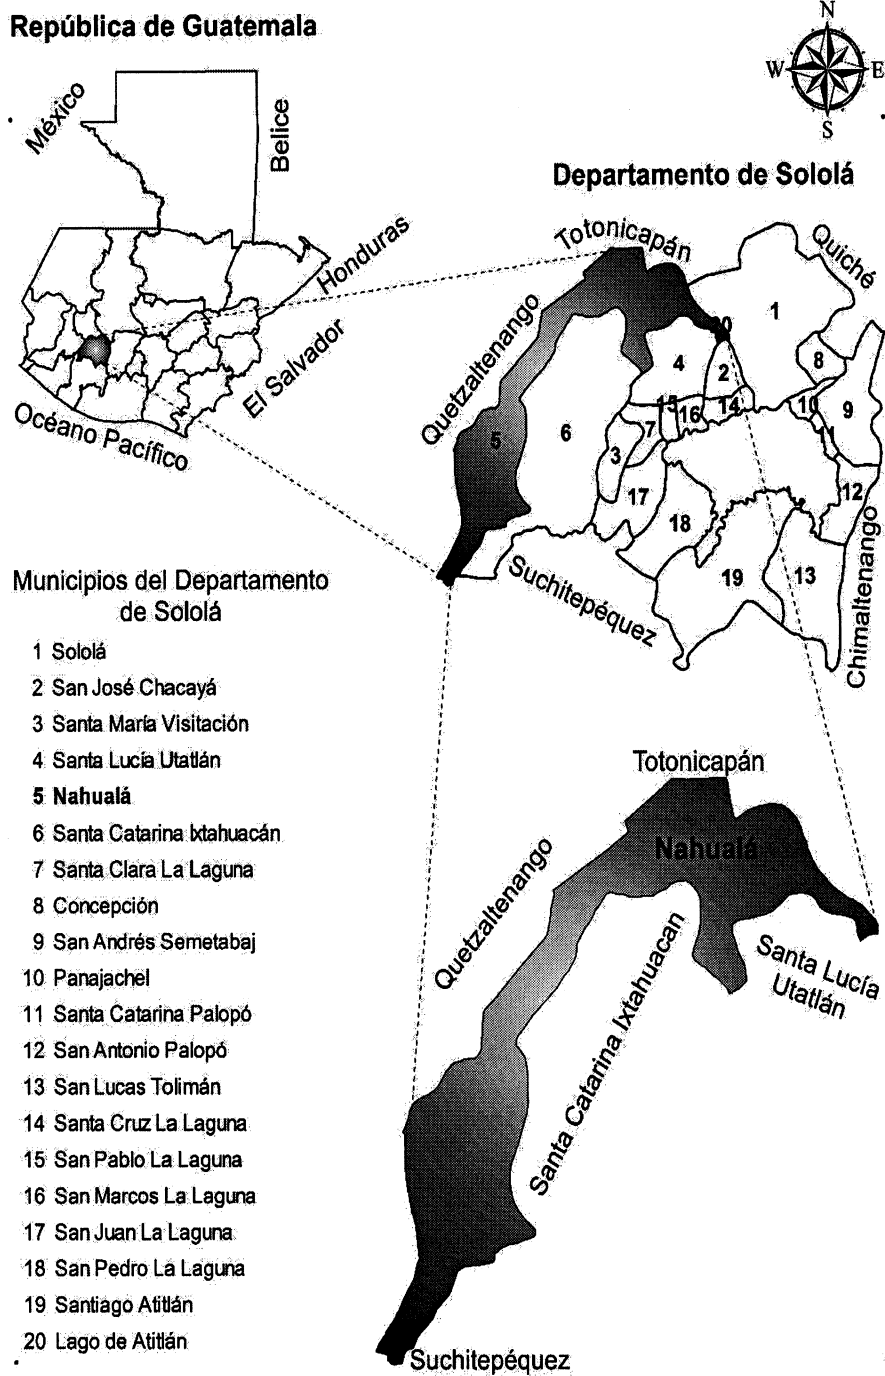 República de Guatemala
N
W E
S
México
Belice
Honduras
El Salvador
Océano Pacífico
Departamento de Sololá
Totonicapán
Quiché
Quetzaltenango
Suchitepéquez
Chimaltenango
1
20
8
4
2
9
10
15
16
14
5
6
7
3
17
11
12
18
19
13
Municipios del Departamento
de Sololá
1 Sololá
2 San José Chacayá
3 Santa María Visitación
4 Santa Lucía Utatlán
5 Nahualá
6 Santa Catarina Ixtahuacán
7 Santa Clara La Laguna
8 Concepción
9 San Andrés Semetabaj
10 Panajachel
11 Santa Catarina Palopó
12 San Antonio Palopó
13 San Lucas Tolimán
14 Santa Cruz La Laguna
15 San Pablo La Laguna
16 San Marcos La Laguna
17 San Juan La Laguna
18 San Pedro La Laguna
19 Santiago Atitlán
20 Lago de Atitlán
Totonicapán
Nahualá
Quetzaltenango
Santa Catarina Ixtahuacan
Santa Lucía
Utatlán
Suchitepéquez